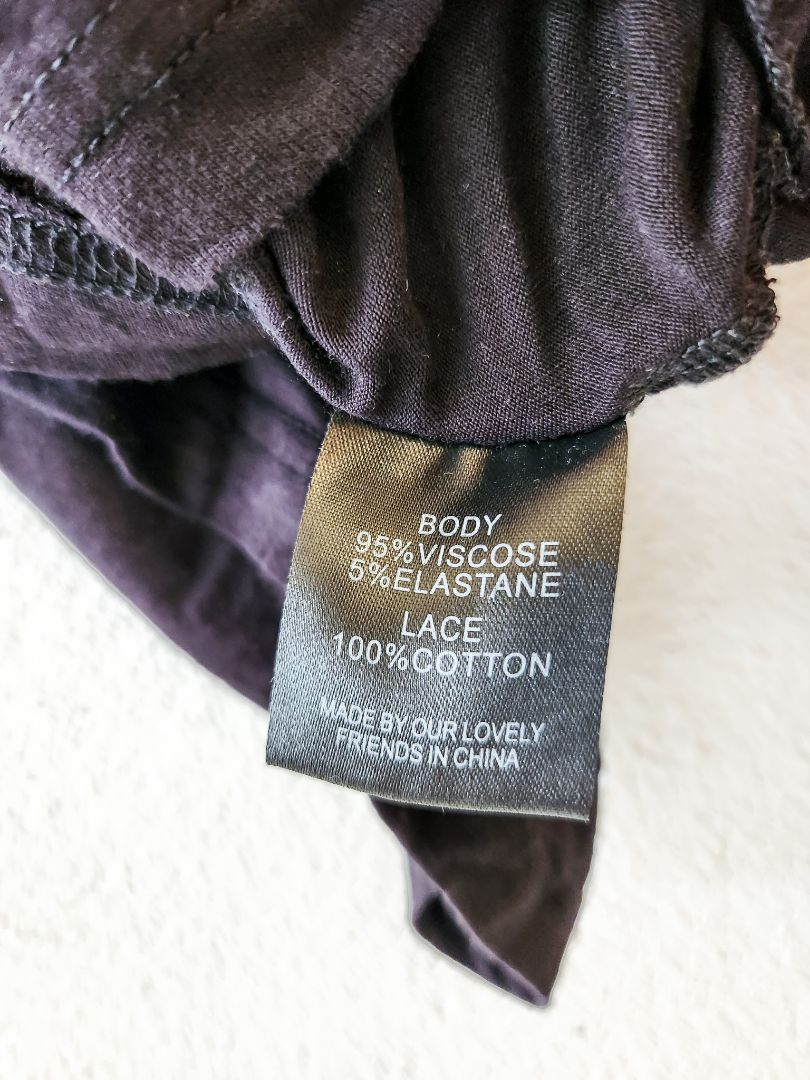 BODY
95%VISCOSE
5%ELASTANE
LACE
100%COTTON
MADE BY OUR LOVELY
FRIENDS IN CHINA